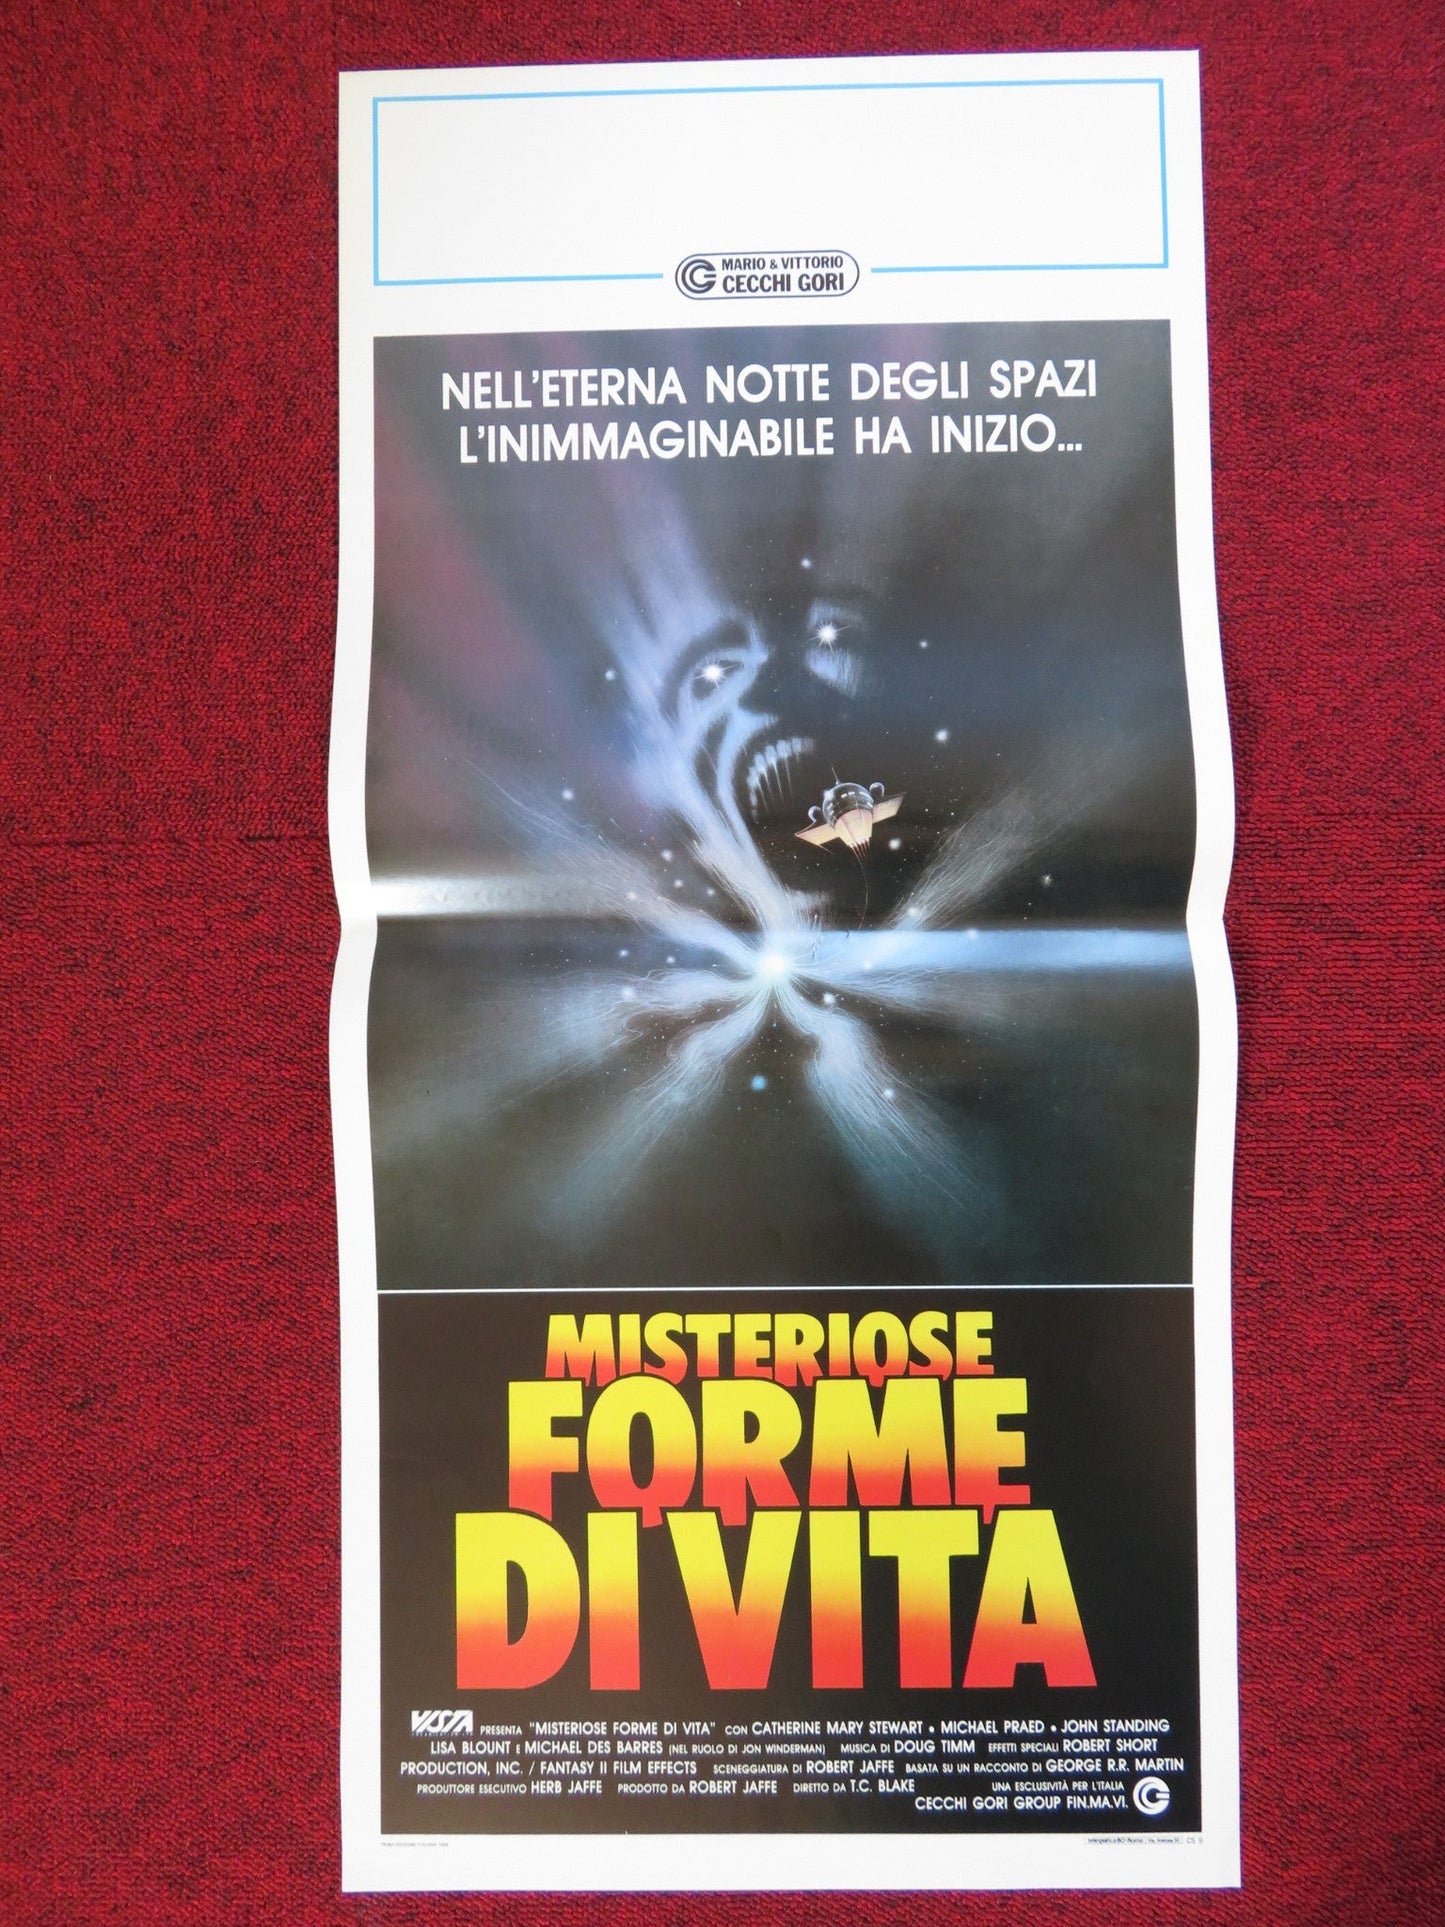 MARIO & VITTORIO
CECCHI GORI
NELL'ETERNA NOTTE DEGLI SPAZI
L'INIMMAGINABILE HA INIZIO...
MISTERIOSE
FORME
DI VITA
VISTA PRESENTA "MISTERIOSE FORME DI VITA" CON CATHERINE MARY STEWART • MICHAEL PRAED • JOHN STANDING
LISA BLOUNT E MICHAEL DES BARRES (NEL RUOLO DI JON WINDERMAN) MUSICA DI DOUG TIMM EFFETTI SPECIALI ROBERT SHORT
PRODUCTION, INC. / FANTASY II FILM EFFECTS SCENEGGIATURA DI ROBERT JAFFE BASATA SU UN RACCONTO DI GEORGE R.R. MARTIN
PRODUTTORE ESECUTIVO HERB JAFFE PRODOTTO DA ROBERT JAFFE DIRETTO DA T.C. BLAKE UNA ESCLUSIVITÀ PER L'ITALIA
CECCHI GORI GROUP FIN.MA.VI.
CS 9